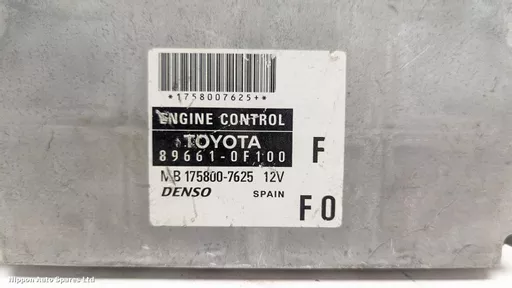 *1758007625+*
ENGINE CONTROL
TOYOTA
89661-0F100 F
MB 175800-7625 12V
DENSO SPAIN F0
Nippon Auto Spares Ltd